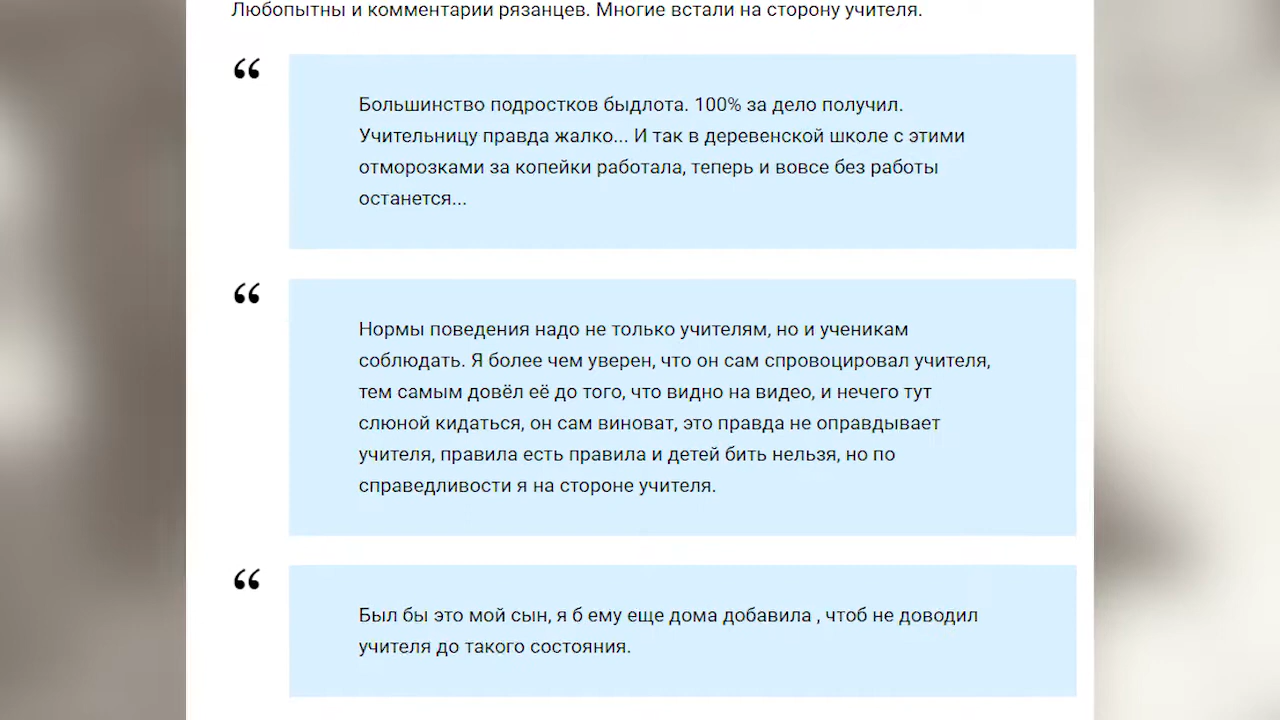 Любопытны и комментарии рязанцев. Многие встали на сторону учителя.
“
Большинство подростков быдлота. 100% за дело получил.
Учительницу правда жалко... И так в деревенской школе с этими
отморозками за копейки работала, теперь и вовсе без работы
останется...
“
Нормы поведения надо не только учителям, но и ученикам
соблюдать. Я более чем уверен, что он сам спровоцировал учителя,
тем самым довёл её до того, что видно на видео, и нечего тут
слюной кидаться, он сам виноват, это правда не оправдывает
учителя, правила есть правила и детей бить нельзя, но по
справедливости я на стороне учителя.
“
Был бы это мой сын, я б ему еще дома добавила , чтоб не доводил
учителя до такого состояния.